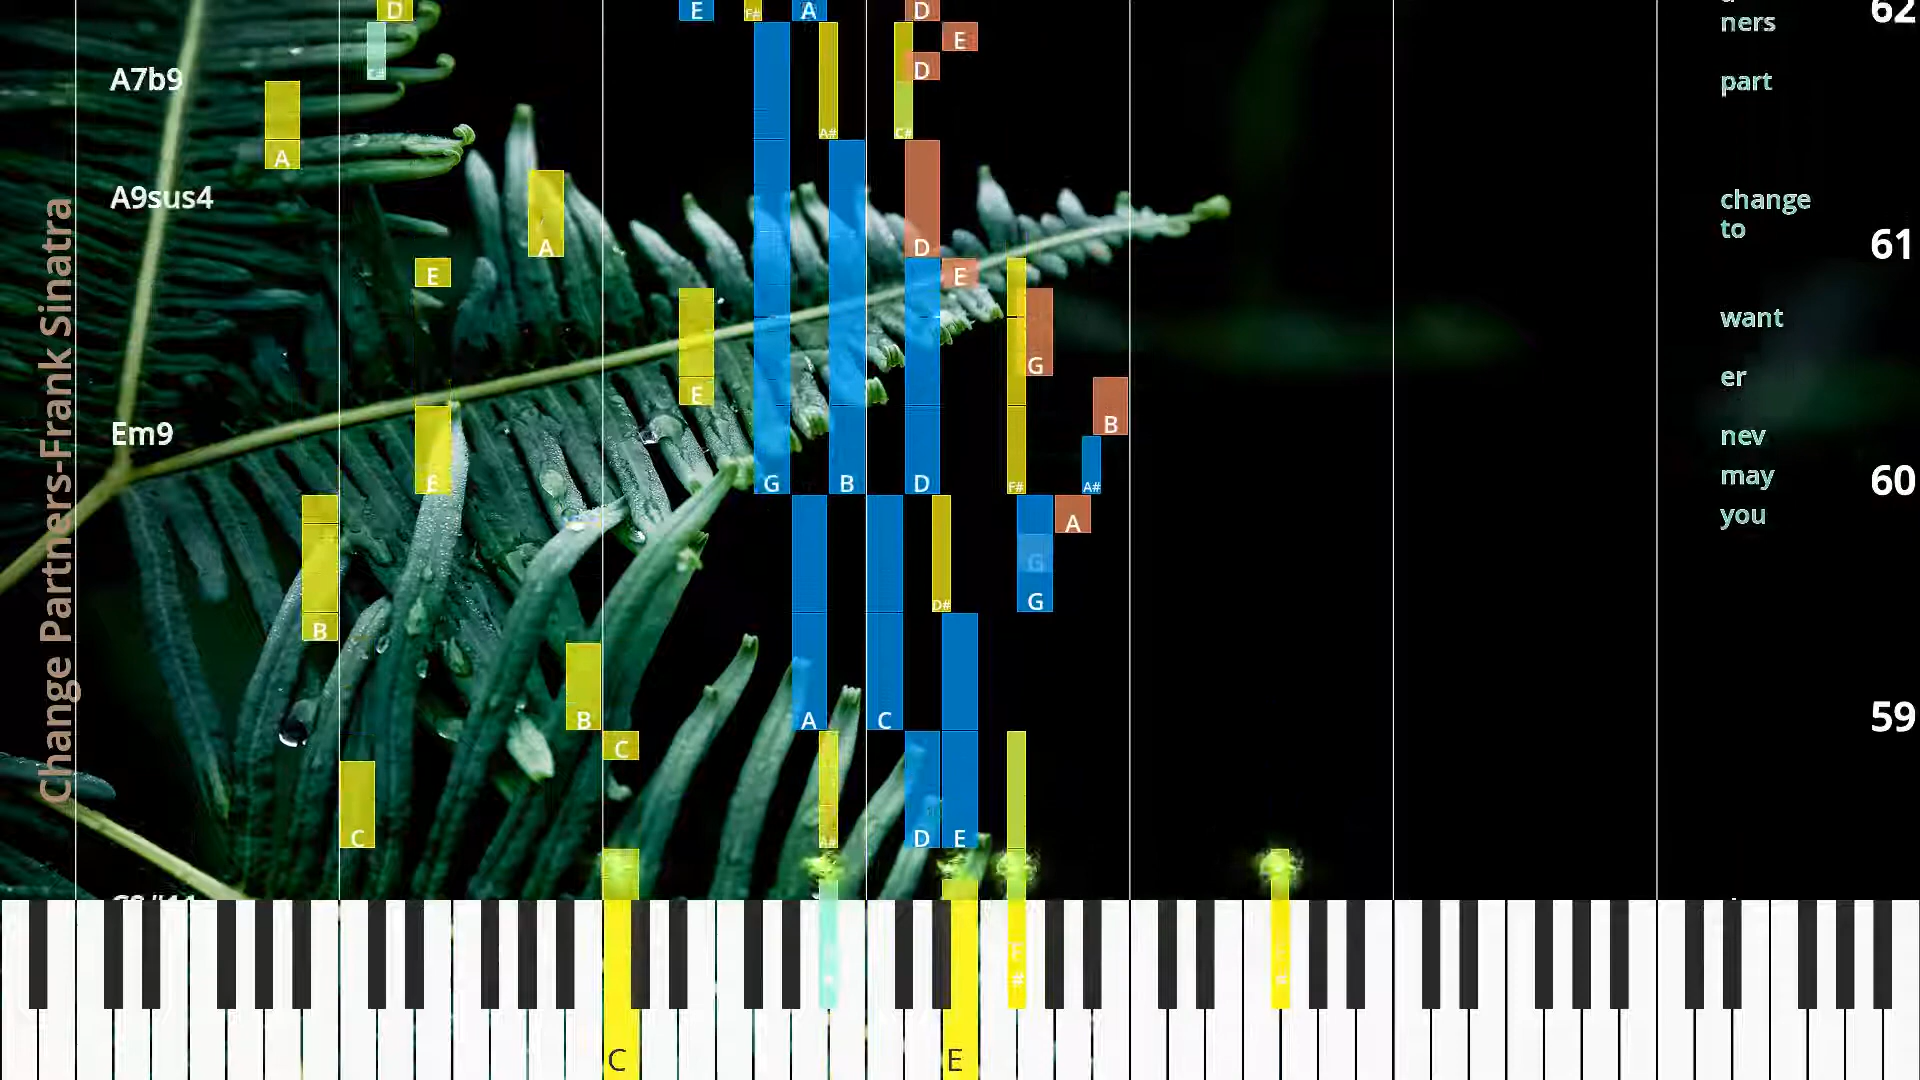 D E F# A D 62
ners
C# E
A7b9 D part
A# C#
A
A9sus4 change
to
A D 61
E E
want
G
E er
B
Em9 nev
E G B D F# A# may
you
A
G
G
B D#
B A C 59
C
C A# D E
F#
C E
60
Change Partners-Frank Sinatra